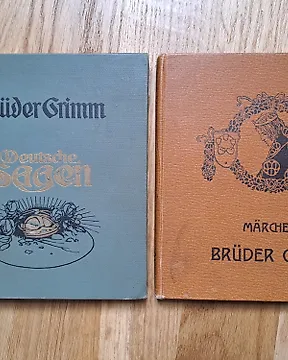 üder Grimm
Deutsche
SAGEN
MÄRCHE
BRÜDER G